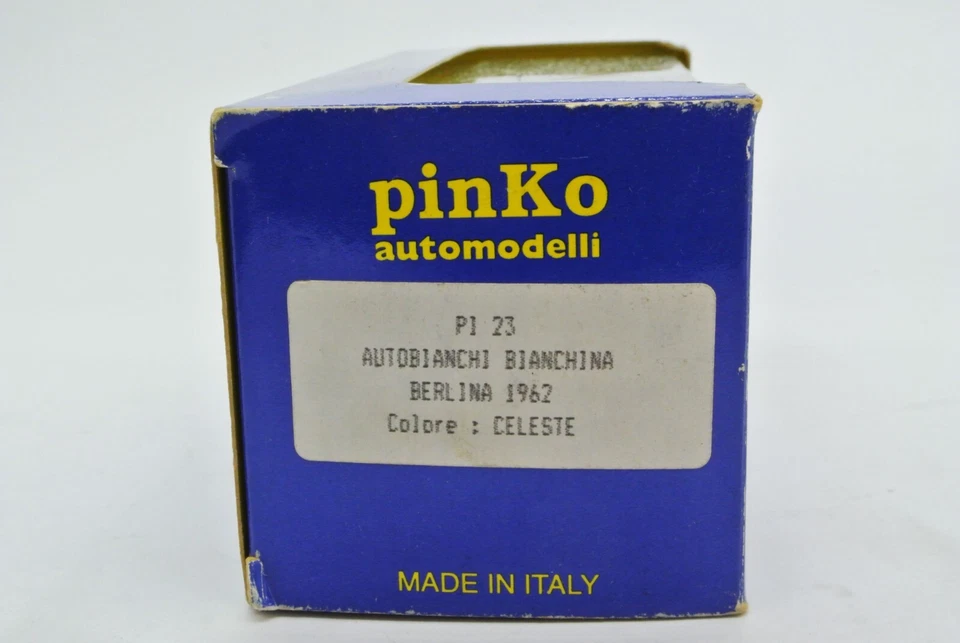 pinKo
automodelli
PI 23
AUTOBIANCHI BIANCHINA
BERLINA 1962
Colore : CELESTE
MADE IN ITALY